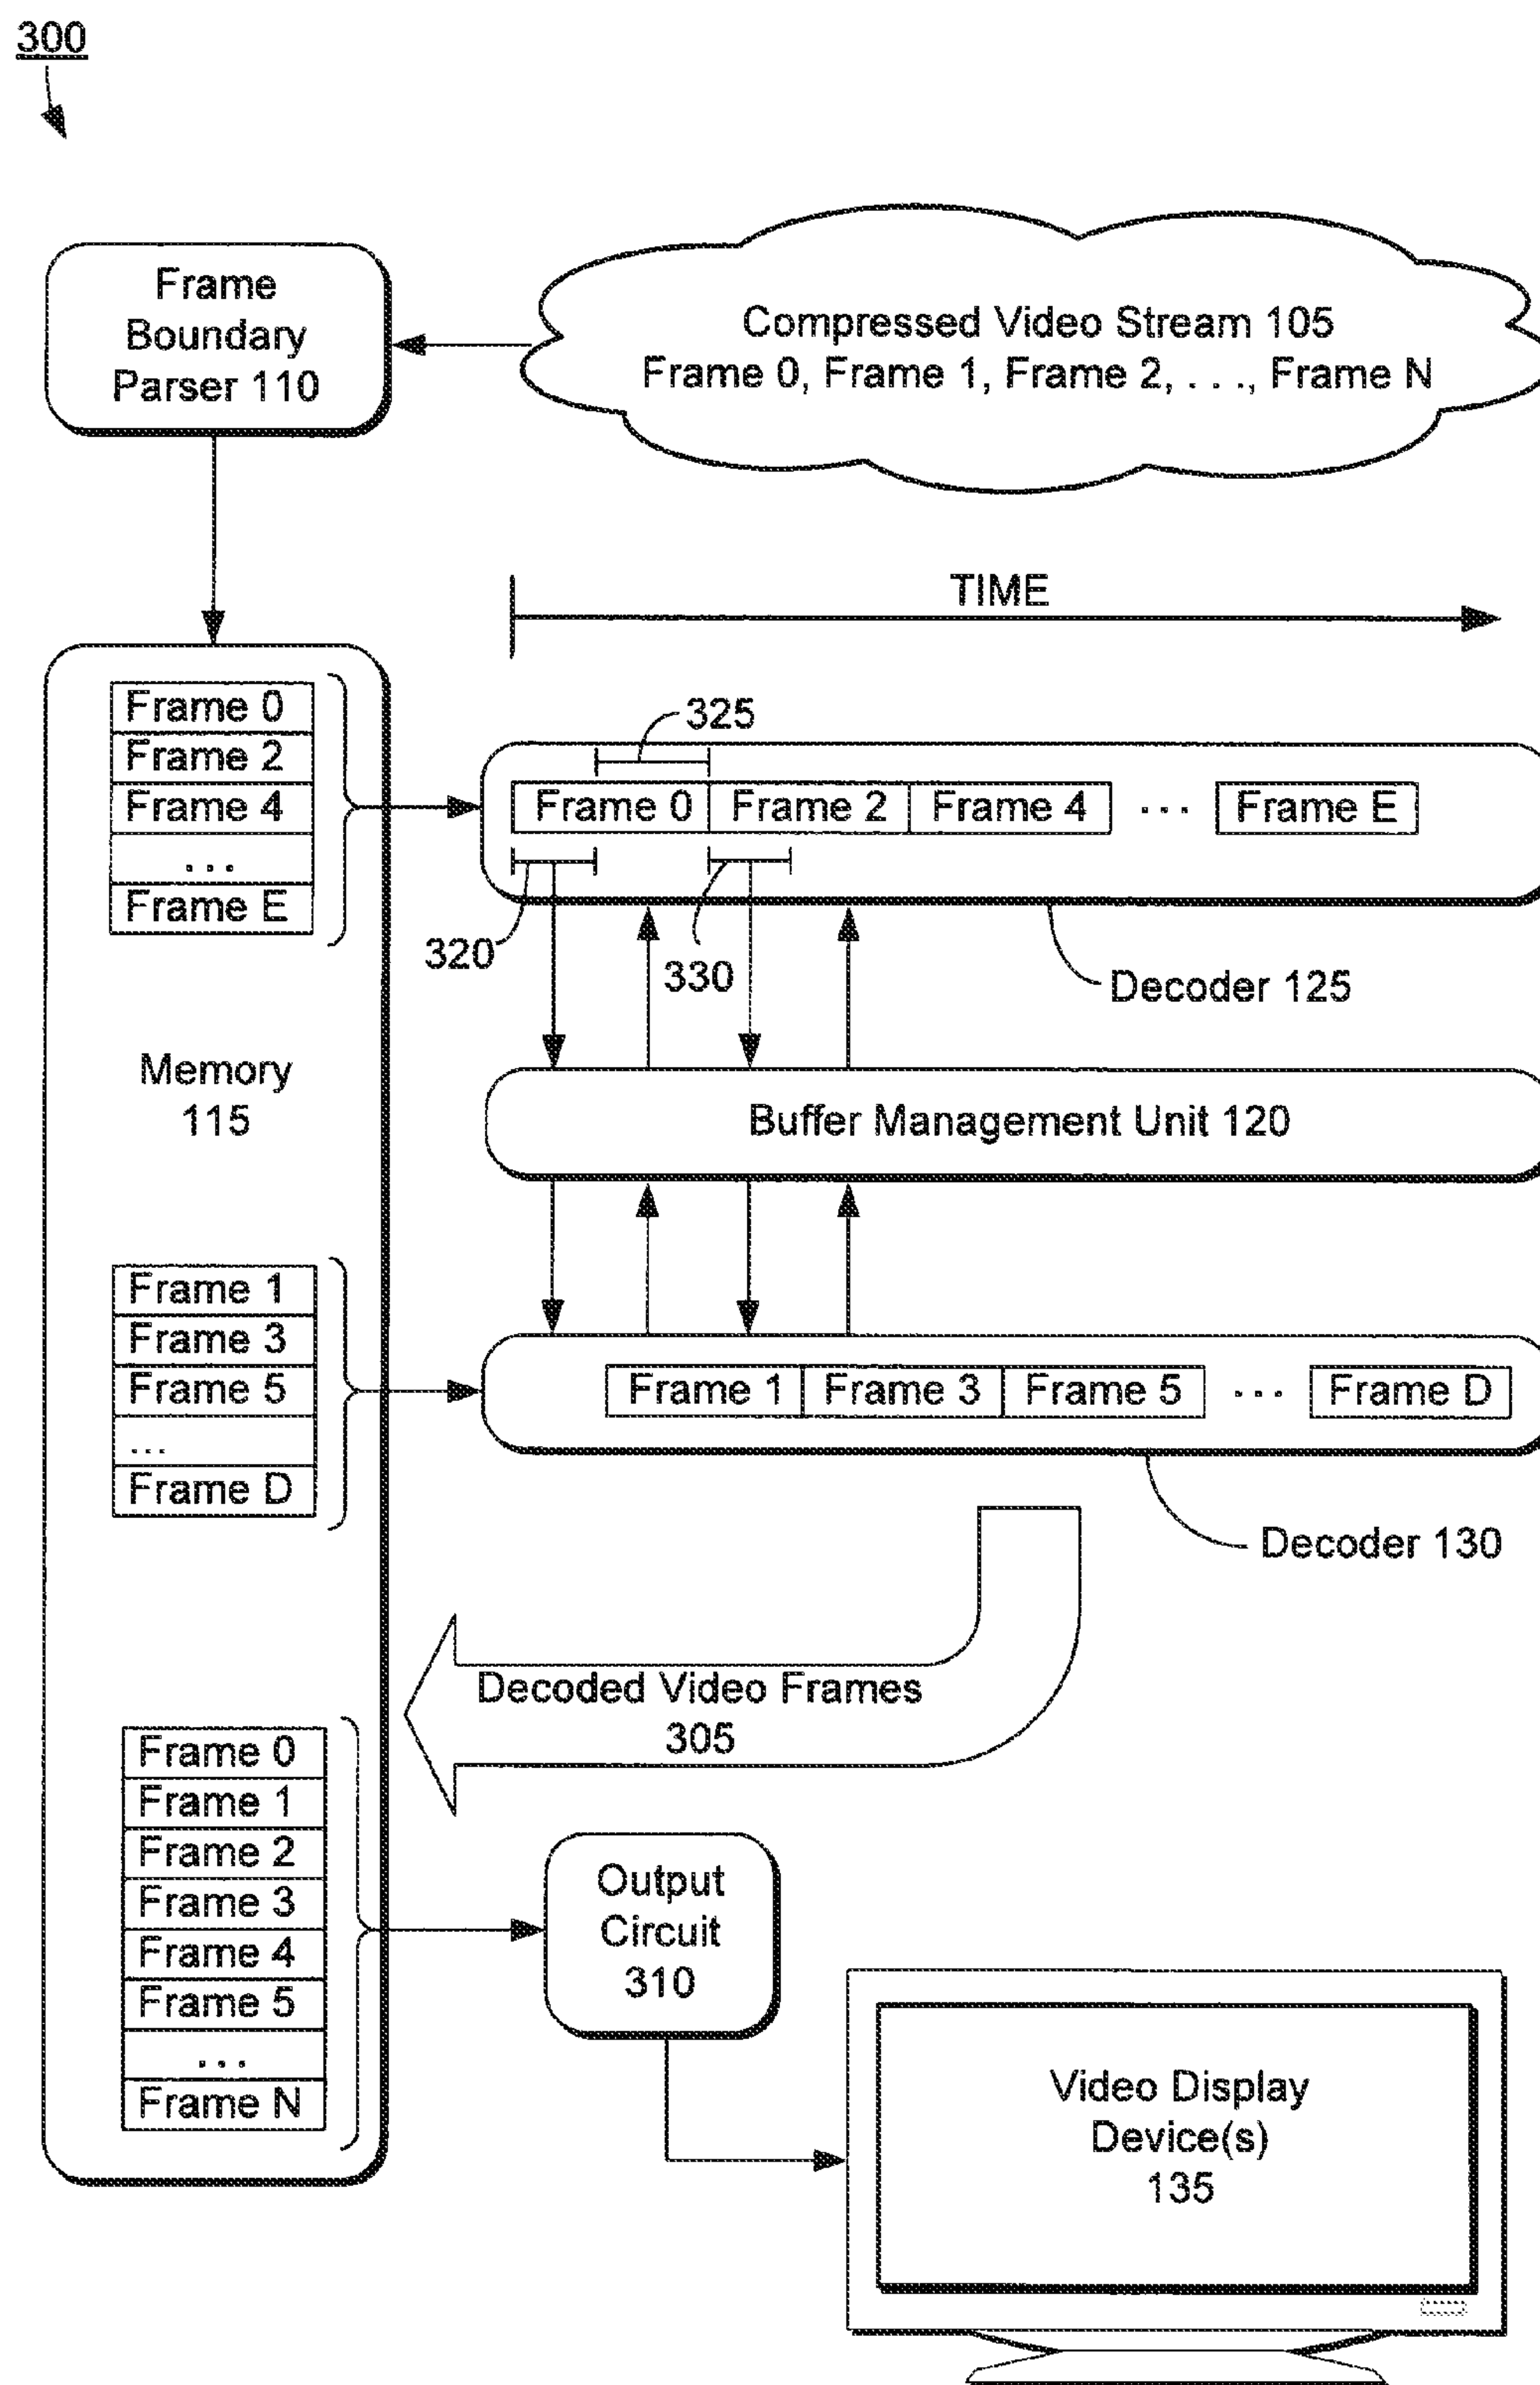 300
Frame
Boundary
Parser 110
Compressed Video Stream 105
Frame 0, Frame 1, Frame 2, . . ., Frame N
TIME
Frame 0
Frame 2
Frame 4
...
Frame E
325
Frame 0
Frame 2
Frame 4
...
Frame E
320
330
Decoder 125
Memory
115
Buffer Management Unit 120
Frame 1
Frame 3
Frame 5
...
Frame D
Frame 1
Frame 3
Frame 5
...
Frame D
Decoder 130
Decoded Video Frames
305
Frame 0
Frame 1
Frame 2
Frame 3
Frame 4
Frame 5
...
Frame N
Output
Circuit
310
Video Display
Device(s)
135